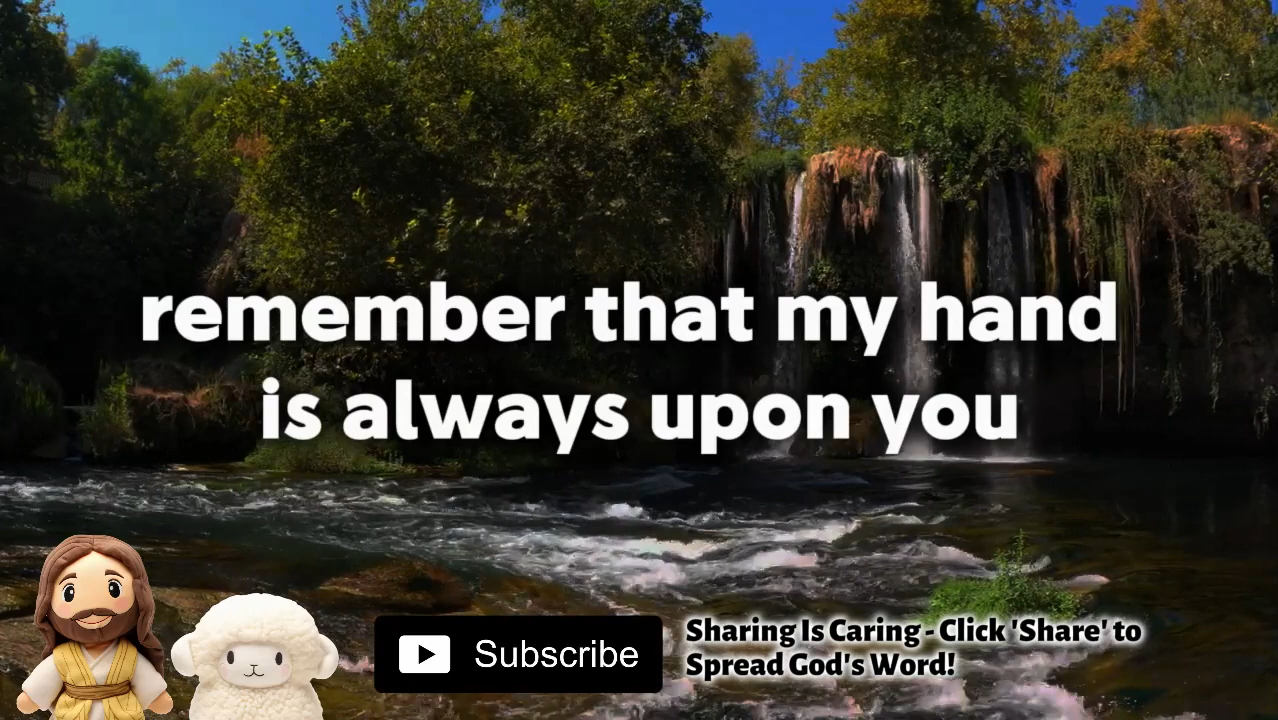 remember that my hand
is always upon you
Subscribe
Sharing Is Caring - Click 'Share' to
Spread God's Word!